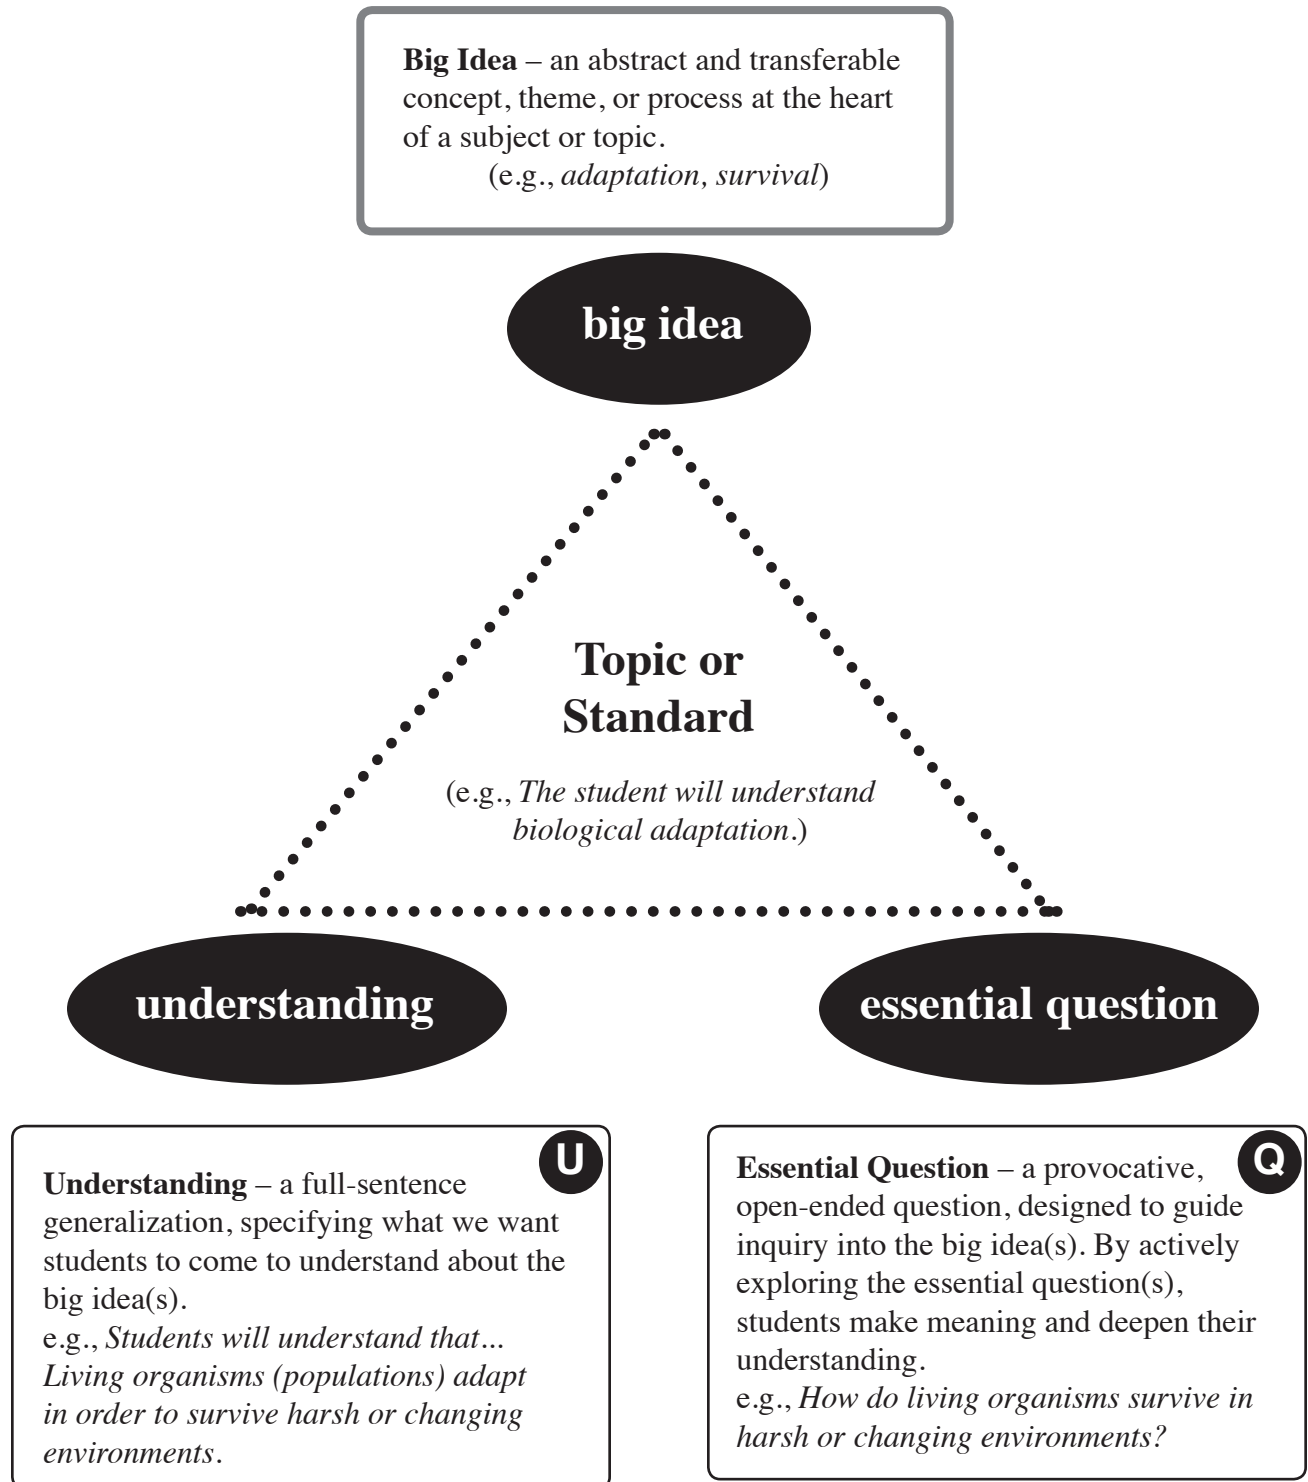 Big Idea – an abstract and transferable
concept, theme, or process at the heart
of a subject or topic.
(e.g., adaptation, survival)
big idea
Topic or
Standard
(e.g., The student will understand
biological adaptation.)
understanding
essential question
U
Understanding – a full-sentence
generalization, specifying what we want
students to come to understand about the
big idea(s).
e.g., Students will understand that...
Living organisms (populations) adapt
in order to survive harsh or changing
environments.
Q
Essential Question – a provocative,
open-ended question, designed to guide
inquiry into the big idea(s). By actively
exploring the essential question(s),
students make meaning and deepen their
understanding.
e.g., How do living organisms survive in
harsh or changing environments?